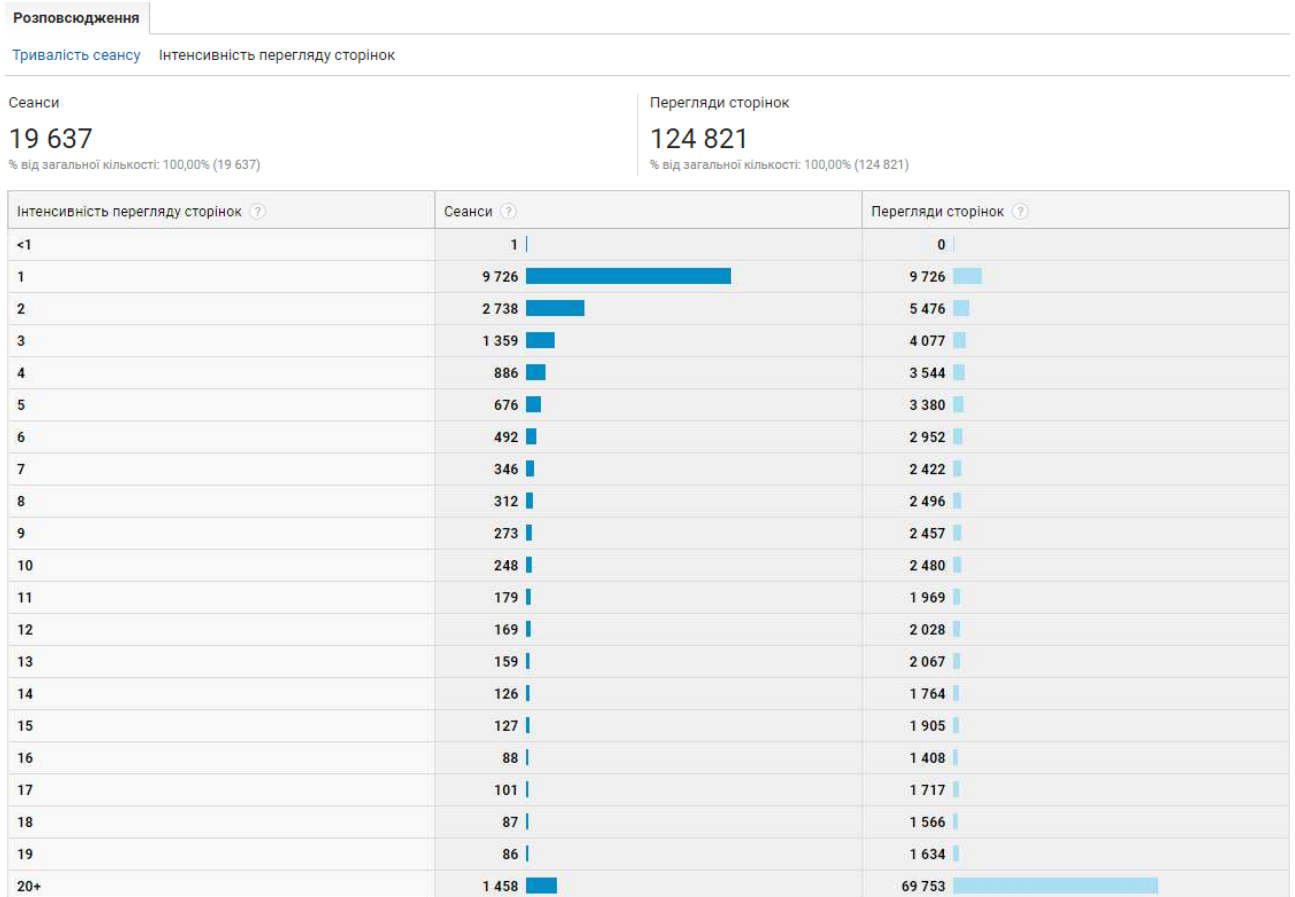 Розповсюдження
Тривалість сеансу Інтенсивність перегляду сторінок
Сеанси Перегляди сторінок
19 637 124 821
% від загальної кількості: 100,00% (19 637) % від загальної кількості: 100,00% (124 821)
Інтенсивність перегляду сторінок ? Сеанси ? Перегляди сторінок ?
<1 1 0
1 9 726 9 726
2 2 738 5 476
3 1 359 4 077
4 886 3 544
5 676 3 380
6 492 2 952
7 346 2 422
8 312 2 496
9 273 2 457
10 248 2 480
11 179 1 969
12 169 2 028
13 159 2 067
14 126 1 764
15 127 1 905
16 88 1 408
17 101 1 717
18 87 1 566
19 86 1 634
20+ 1 458 69 753